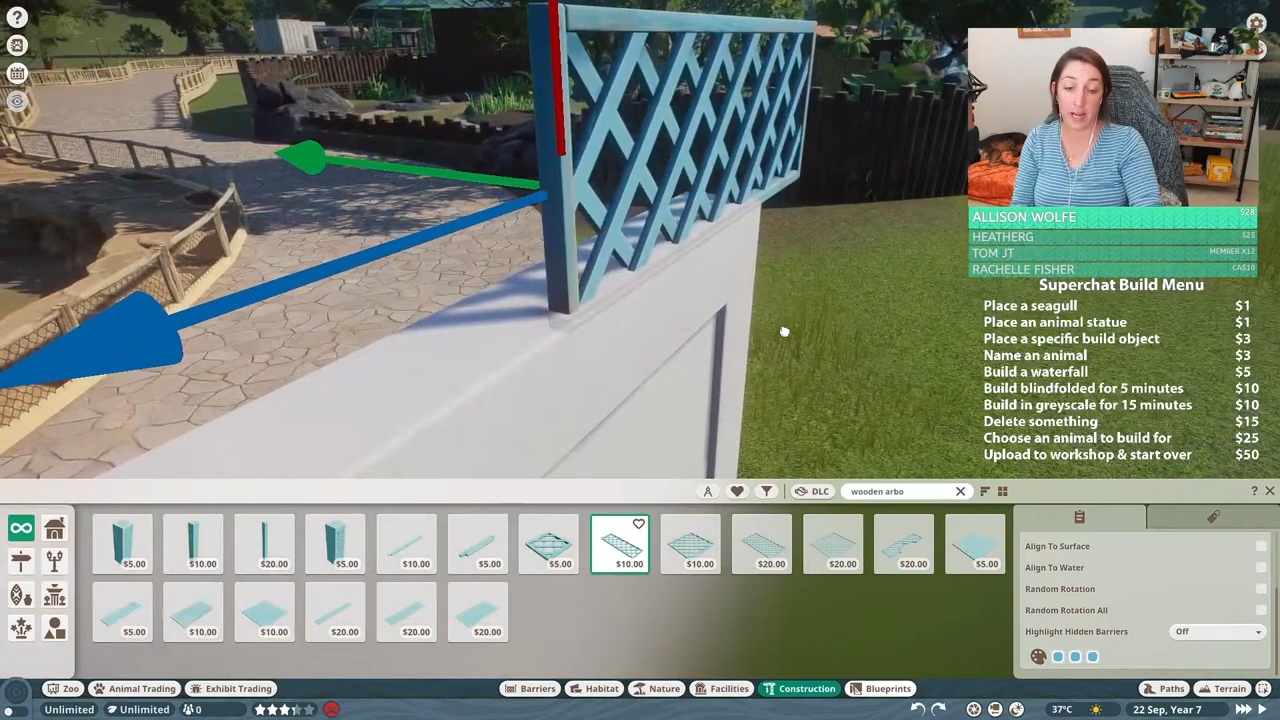 ?
ALLISON WOLFE $28
HEATHERG $25
TOM JT MEMBER X12
RACHELLE FISHER CA$10
Superchat Build Menu
Place a seagull $1
Place an animal statue $1
Place a specific build object $3
Name an animal $3
Build a waterfall $5
Build blindfolded for 5 minutes $10
Build in greyscale for 15 minutes $10
Delete something $15
Choose an animal to build for $25
Upload to workshop & start over $50
DLC wooden arbo ?
$5.00 $10.00 $20.00 $5.00 $10.00 $5.00 $5.00 $10.00 $10.00 $20.00 $20.00 $20.00 $5.00
$5.00 $10.00 $10.00 $20.00 $20.00 $20.00
Align To Surface
Align To Water
Random Rotation
Random Rotation All
Highlight Hidden Barriers Off
Zoo Animal Trading Exhibit Trading Barriers Habitat Nature Facilities Construction Blueprints Paths Terrain
Unlimited Unlimited 0 37°C 22 Sep, Year 7